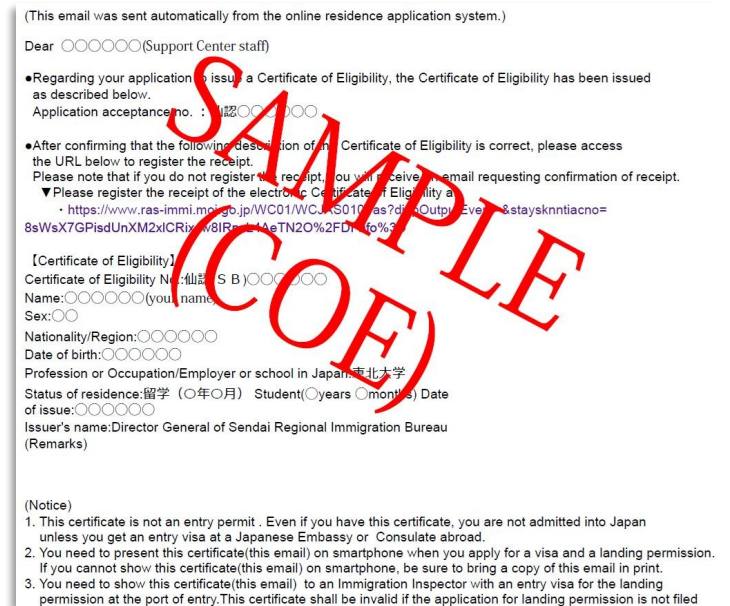 (This email was sent automatically from the online residence application system.)
Dear ○○○○○○(Support Center staff)
●Regarding your application to issue a Certificate of Eligibility, the Certificate of Eligibility has been issued
as described below.
Application acceptance no. : 仙認○○○○○○
●After confirming that the following description of the Certificate of Eligibility is correct, please access
the URL below to register the receipt.
Please note that if you do not register the receipt, you will receive an email requesting confirmation of receipt.
▼Please register the receipt of the electronic Certificate of Eligibility at
・https://www.ras-immi.moj.go.jp/WC01/
【Certificate of Eligibility】
Certificate of Eligibility No.:仙認(SB)○○○○○○
Name:○○○○○○(your name)
Sex:○○
Nationality/Region:○○○○○○
Date of birth:○○○○○○
Profession or Occupation/Employer or school in Japan:東北大学
Status of residence:留学 (○年○月) Student(○years ○months) Date
of issue:○○○○○○
Issuer's name:Director General of Sendai Regional Immigration Bureau
(Remarks)
SAMPLE
(COE)
(Notice)
1. This certificate is not an entry permit . Even if you have this certificate, you are not admitted into Japan
unless you get an entry visa at a Japanese Embassy or Consulate abroad.
2. You need to present this certificate(this email) on smartphone when you apply for a visa and a landing permission.
If you cannot show this certificate(this email) on smartphone, be sure to bring a copy of this email in print.
3. You need to show this certificate(this email) to an Immigration Inspector with an entry visa for the landing
permission at the port of entry.This certificate shall be invalid if the application for landing permission is not filed